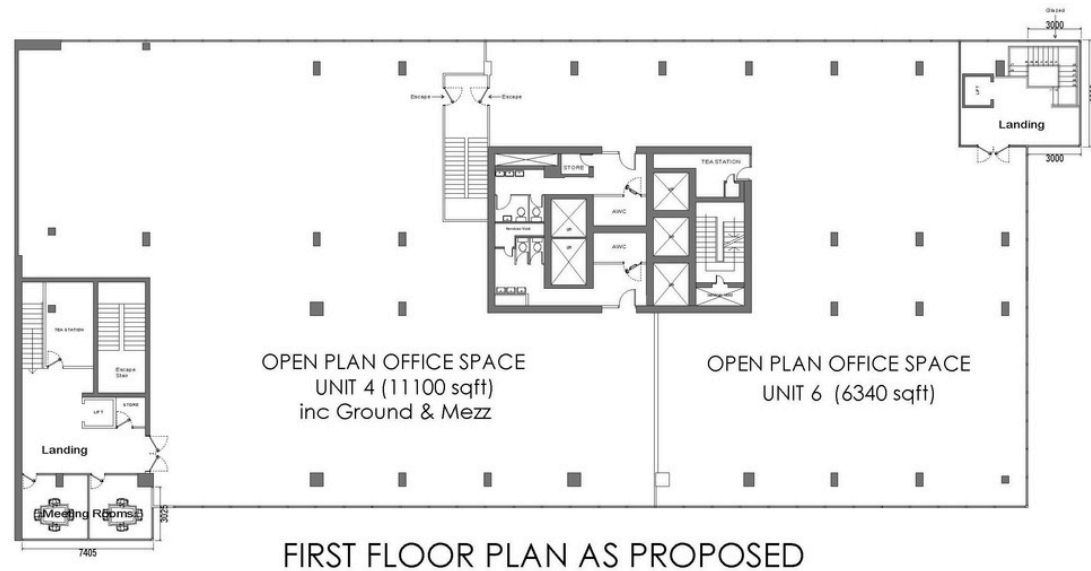 Glazed
3000
Escape
Escape
LIFT
Landing
3000
STORE
TEA STATION
AWC
AWC
UP
TEA STATION
Escape
Stair
LIFT
STORE
Landing
Meeting Rooms
3025
7405
OPEN PLAN OFFICE SPACE
UNIT 4 (11100 sqft)
inc Ground & Mezz
OPEN PLAN OFFICE SPACE
UNIT 6 (6340 sqft)
FIRST FLOOR PLAN AS PROPOSED